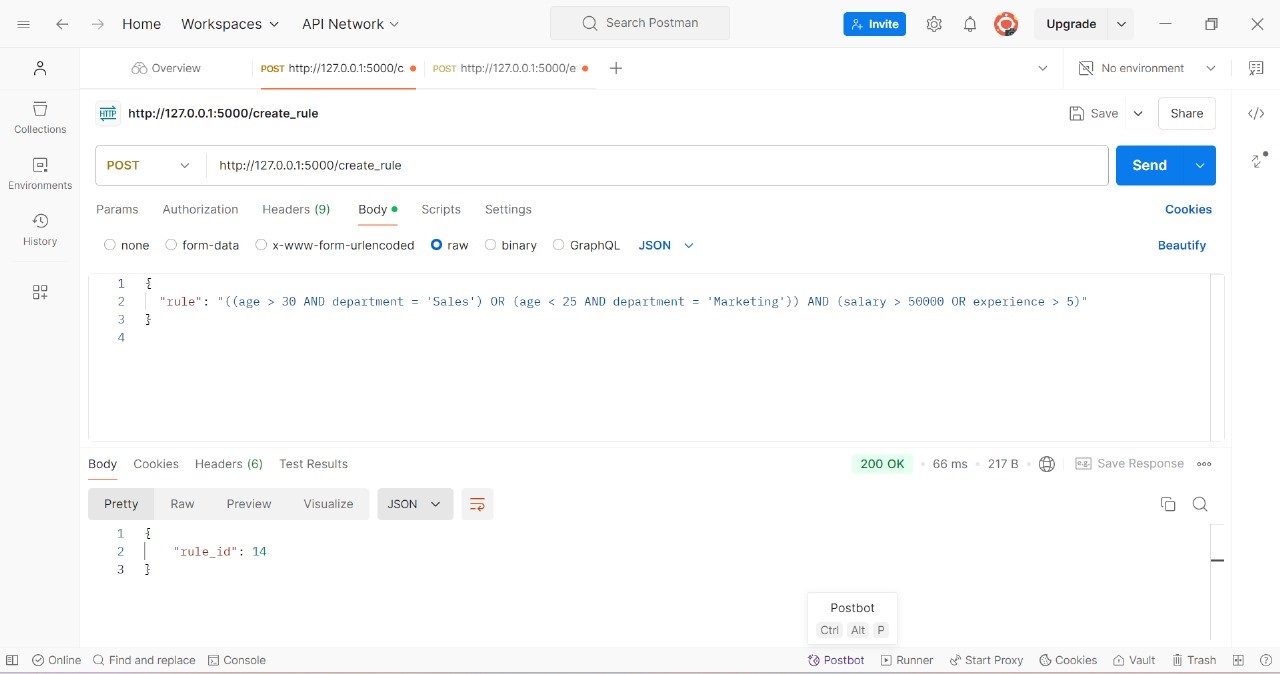 Home Workspaces API Network Search Postman Invite Upgrade
Overview POST http://127.0.0.1:5000/c POST http://127.0.0.1:5000/e No environment
HTTP http://127.0.0.1:5000/create_rule Save Share
Collections
POST http://127.0.0.1:5000/create_rule Send
Environments
Params Authorization Headers (9) Body Scripts Settings Cookies
History
none form-data x-www-form-urlencoded raw binary GraphQL JSON Beautify
1 {
2 "rule": "((age > 30 AND department = 'Sales') OR (age < 25 AND department = 'Marketing')) AND (salary > 50000 OR experience > 5)"
3 }
4
Body Cookies Headers (6) Test Results 200 OK • 66 ms • 217 B • e.g. Save Response
Pretty Raw Preview Visualize JSON
1 {
2 "rule_id": 14
3 }
Postbot
Ctrl Alt P
Online Find and replace Console Postbot Runner Start Proxy Cookies Vault Trash